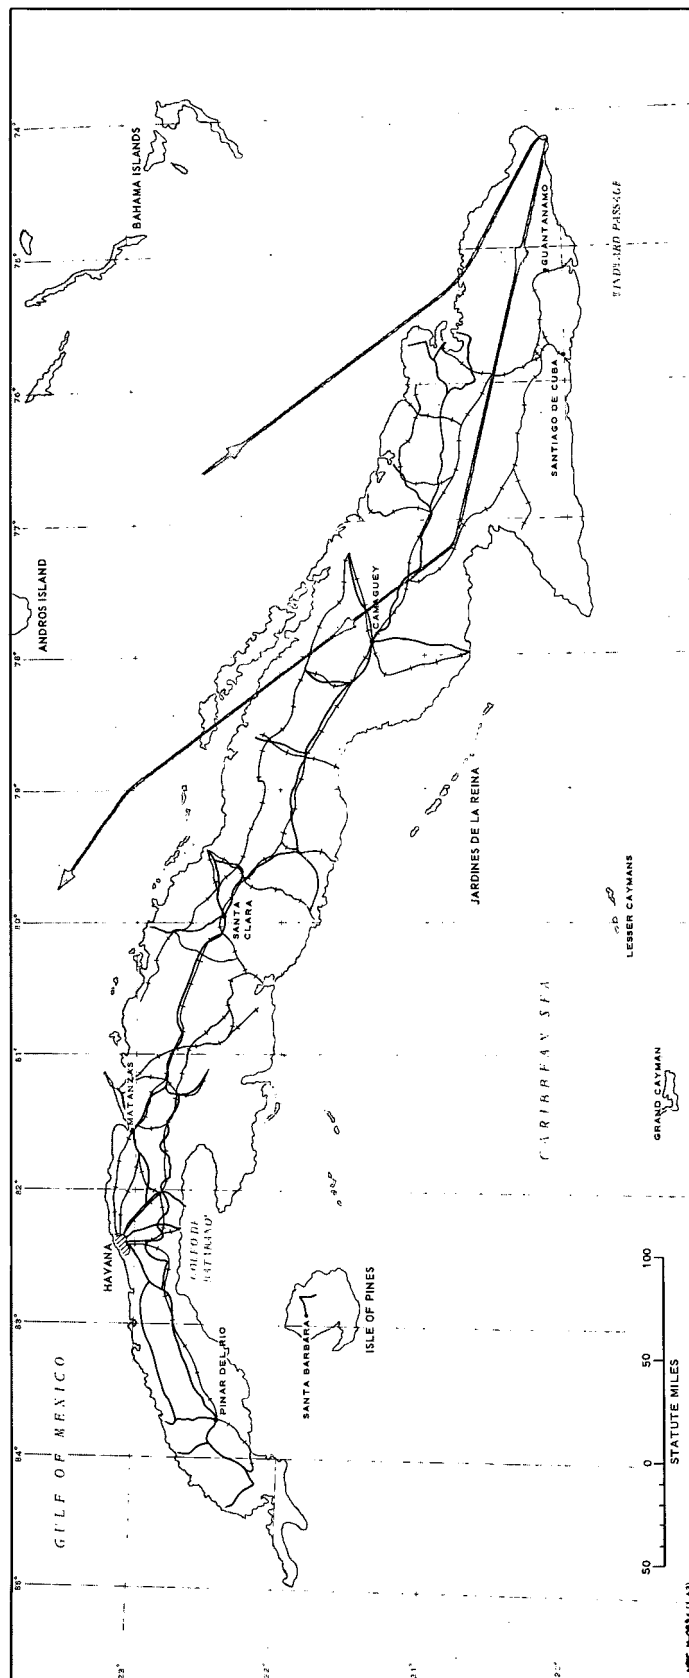 85°
84°
83°
82°
81°
80°
79°
78°
77°
76°
75°
74°
GULF OF MEXICO
HAVANA
MATANZAS
ANDROS ISLAND
BAHAMA ISLANDS
PINAR DEL RIO
GOLFO DE
BATABANO
SANTA
CLARA
CAMAGUEY
SANTA BARBARA
ISLE OF PINES
JARDINES DE LA REINA
SANTIAGO DE CUBA
GUANTANAMO
WINDWARD PASSAGE
CARIBBEAN SEA
LESSER CAYMANS
GRAND CAYMAN
23°
22°
21°
20°
50 0 50 100
STATUTE MILES